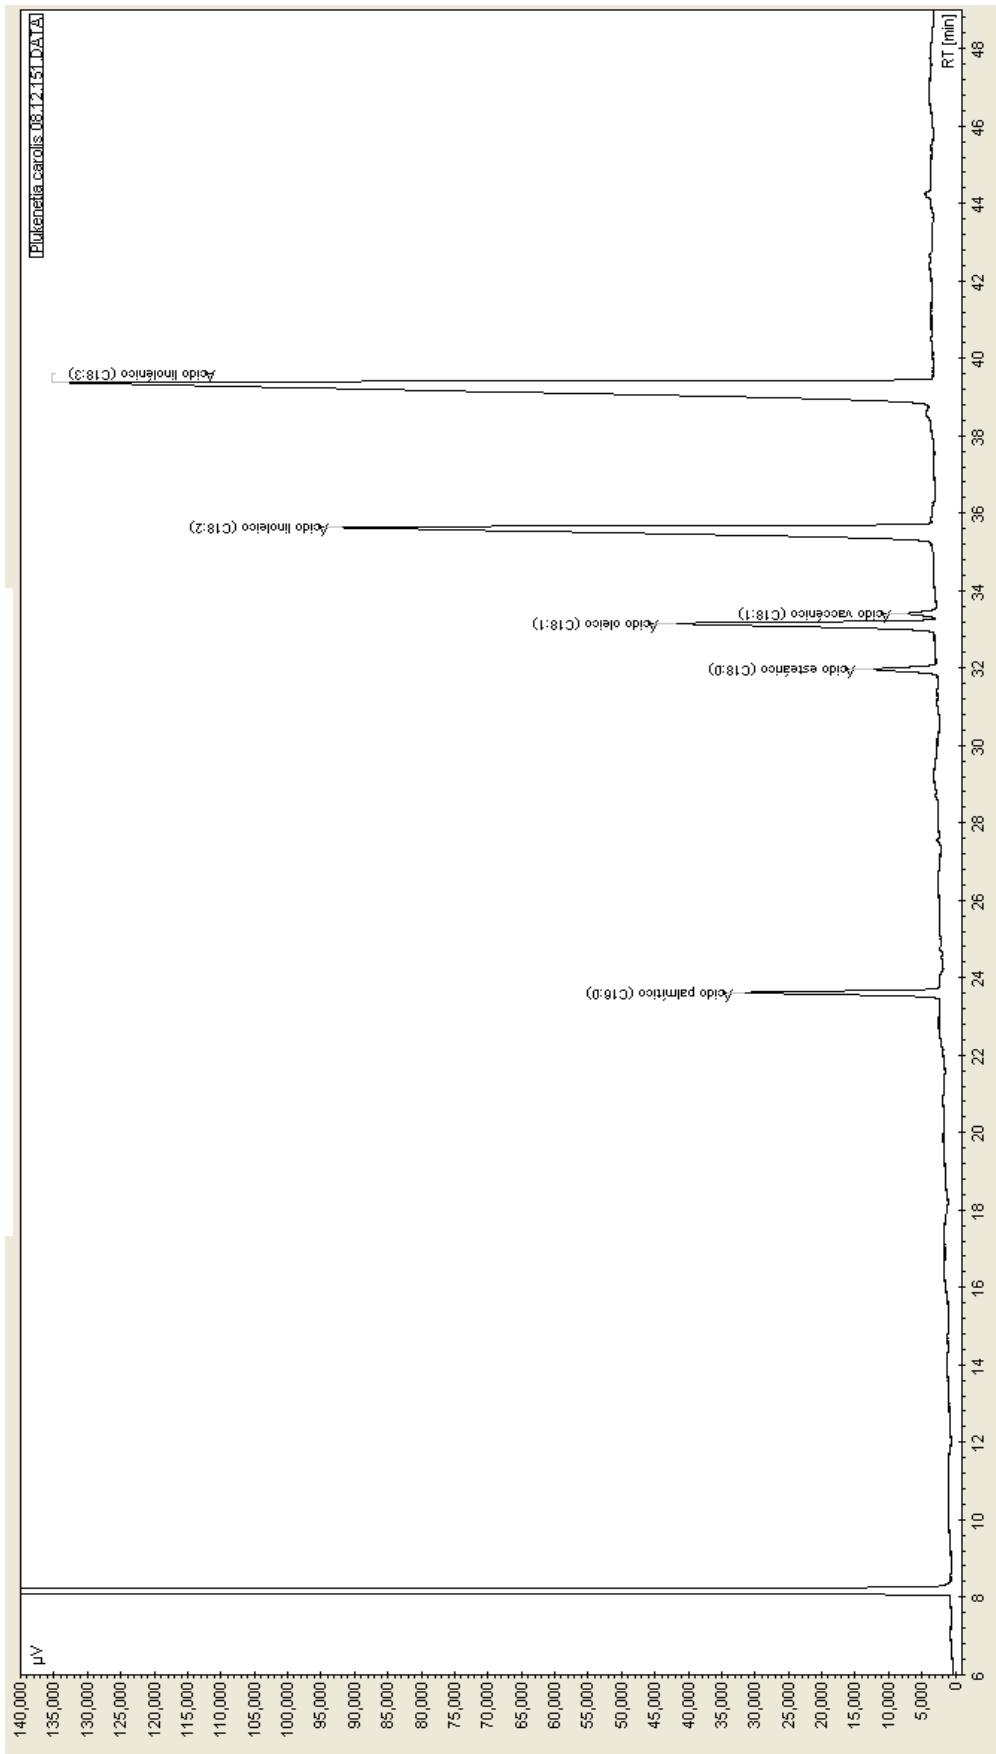 µV
Plukenetia carolis 08.12.151.DATA
140,000
135,000
130,000
125,000
120,000
115,000
110,000
105,000
100,000
95,000
90,000
85,000
80,000
75,000
70,000
65,000
60,000
55,000
50,000
45,000
40,000
35,000
30,000
25,000
20,000
15,000
10,000
5,000
0
Ácido palmítico (C16:0)
Ácido esteárico (C18:0)
Ácido oleico (C18:1)
Ácido vaccénico (C18:1)
Ácido linoleico (C18:2)
Ácido linolénico (C18:3)
6 8 10 12 14 16 18 20 22 24 26 28 30 32 34 36 38 40 42 44 46 48
RT [min]